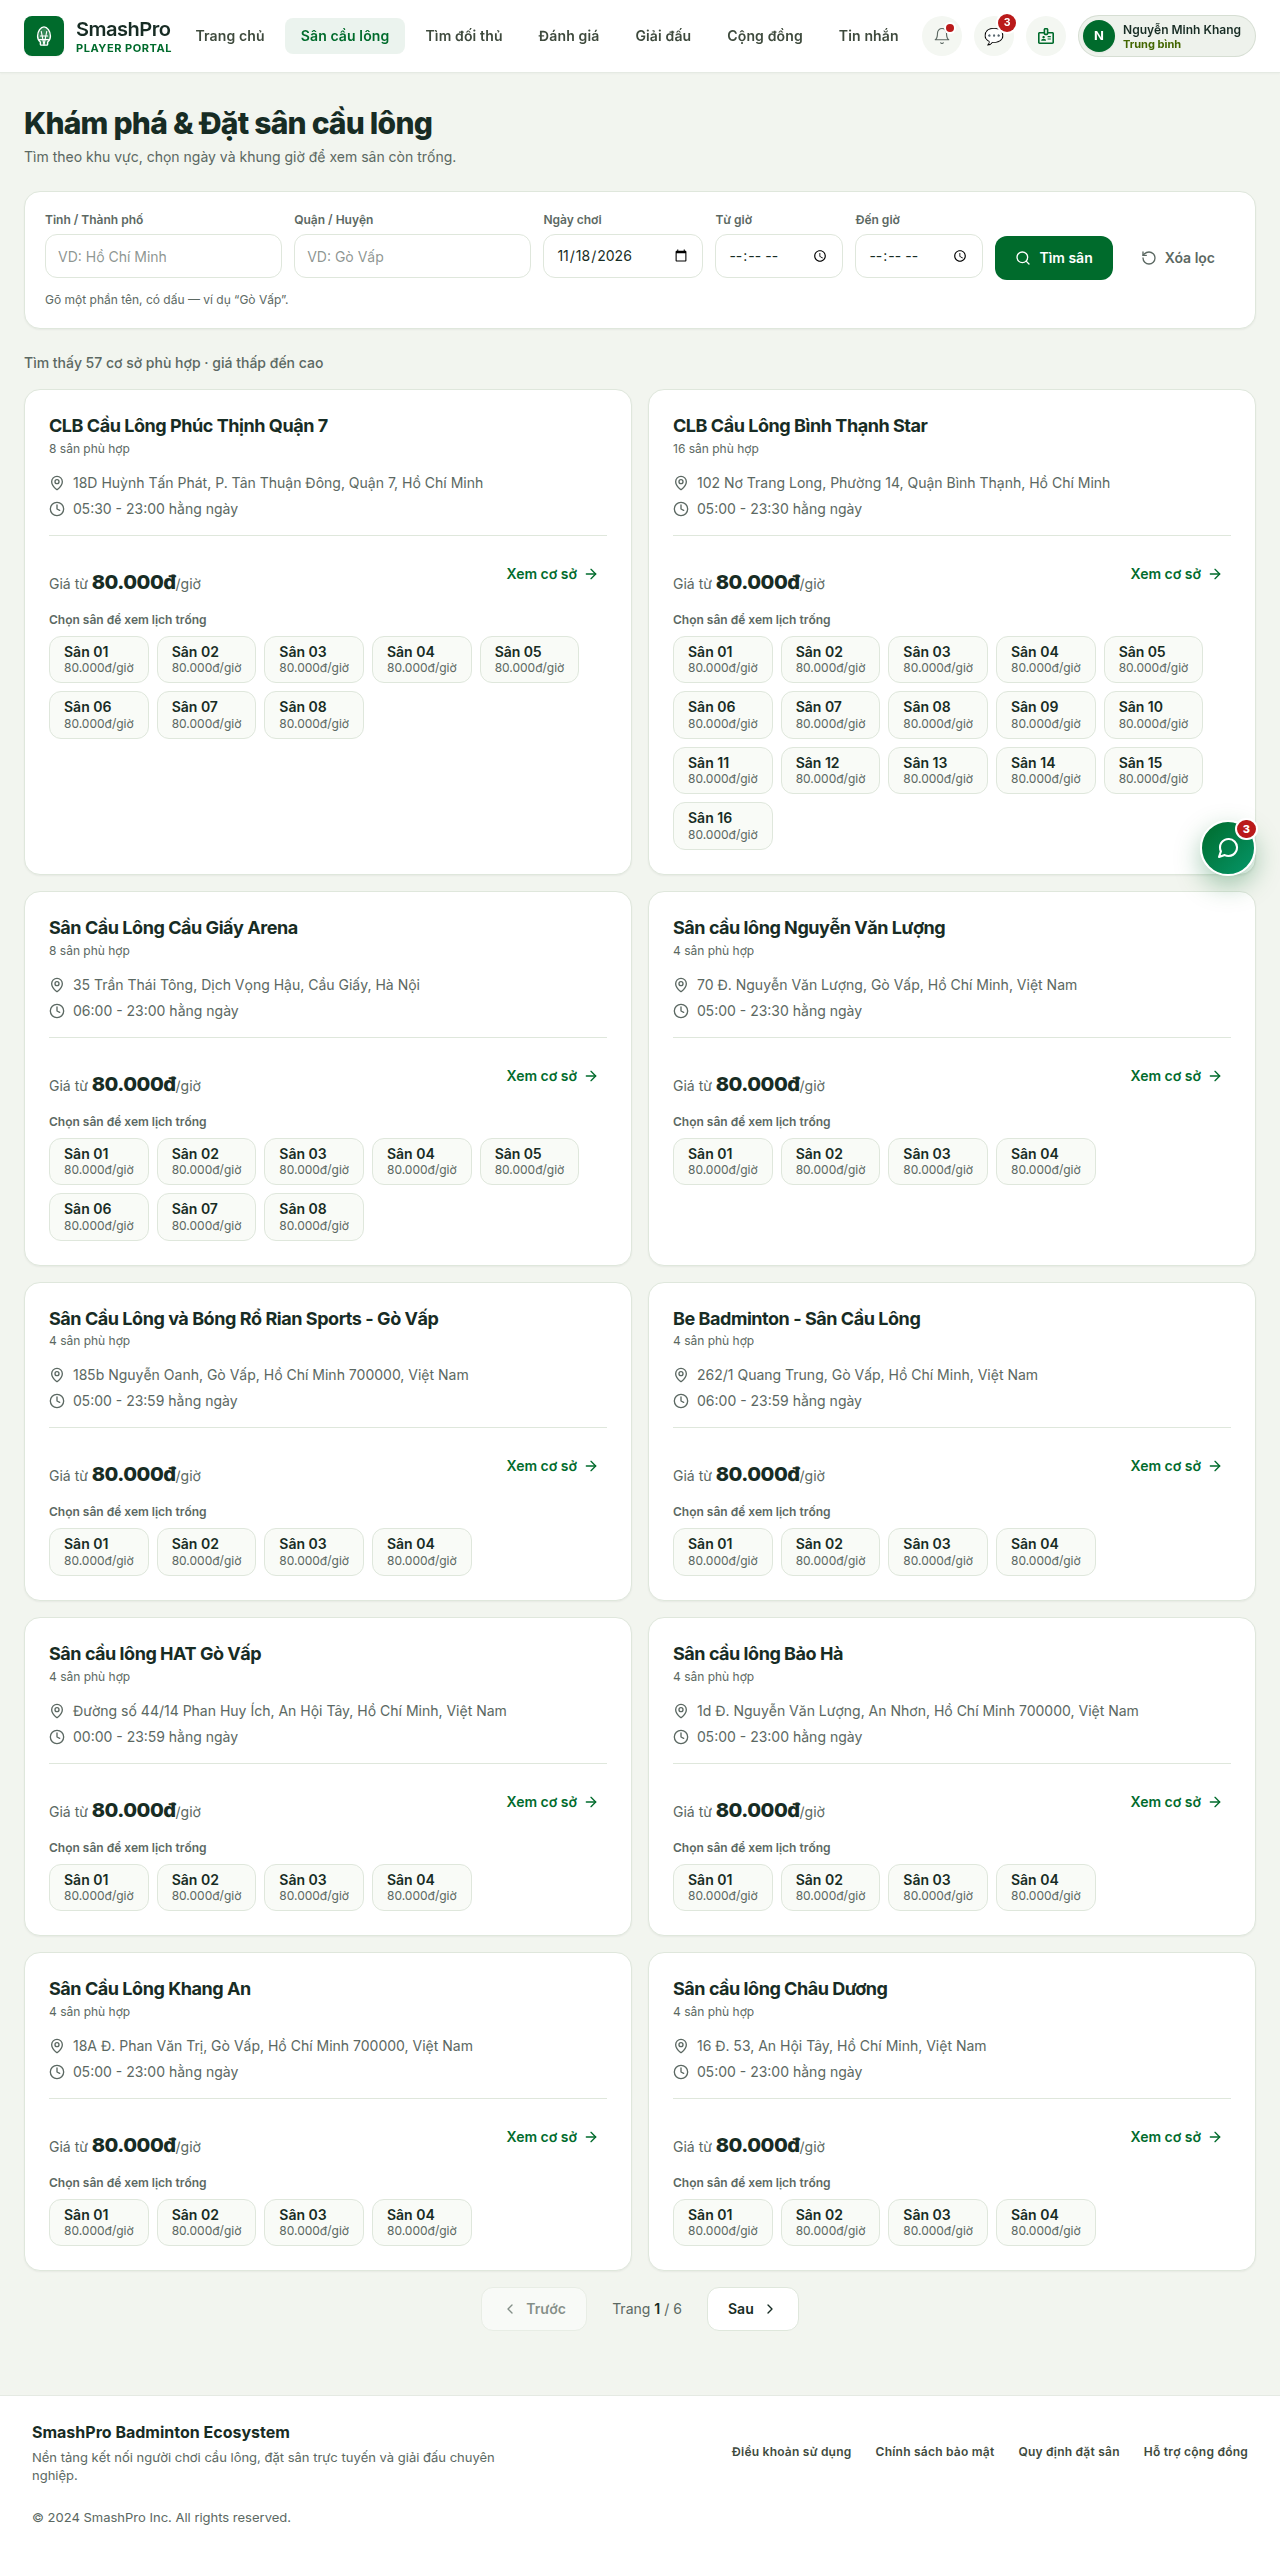 SmashPro
PLAYER PORTAL
Trang chủ
Sân cầu lông
Tìm đối thủ
Đánh giá
Giải đấu
Cộng đồng
Tin nhắn
3
N
Nguyễn Minh Khang
Trung bình
Khám phá & Đặt sân cầu lông
Tìm theo khu vực, chọn ngày và khung giờ để xem sân còn trống.
Tỉnh / Thành phố
Quận / Huyện
Ngày chơi
Từ giờ
Đến giờ
VD: Hồ Chí Minh
VD: Gò Vấp
11/18/2026
--:-- --
--:-- --
Tìm sân
Xóa lọc
Gõ một phần tên, có dấu — ví dụ “Gò Vấp”.
Tìm thấy 57 cơ sở phù hợp · giá thấp đến cao
CLB Cầu Lông Phúc Thịnh Quận 7
8 sân phù hợp
18D Huỳnh Tấn Phát, P. Tân Thuận Đông, Quận 7, Hồ Chí Minh
05:30 - 23:00 hằng ngày
Giá từ 80.000đ/giờ
Xem cơ sở
Chọn sân để xem lịch trống
Sân 01 Sân 02 Sân 03 Sân 04 Sân 05
80.000đ/giờ 80.000đ/giờ 80.000đ/giờ 80.000đ/giờ 80.000đ/giờ
Sân 06 Sân 07 Sân 08
80.000đ/giờ 80.000đ/giờ 80.000đ/giờ
CLB Cầu Lông Bình Thạnh Star
16 sân phù hợp
102 Nơ Trang Long, Phường 14, Quận Bình Thạnh, Hồ Chí Minh
05:00 - 23:30 hằng ngày
Giá từ 80.000đ/giờ
Xem cơ sở
Chọn sân để xem lịch trống
Sân 01 Sân 02 Sân 03 Sân 04 Sân 05
80.000đ/giờ 80.000đ/giờ 80.000đ/giờ 80.000đ/giờ 80.000đ/giờ
Sân 06 Sân 07 Sân 08 Sân 09 Sân 10
80.000đ/giờ 80.000đ/giờ 80.000đ/giờ 80.000đ/giờ 80.000đ/giờ
Sân 11 Sân 12 Sân 13 Sân 14 Sân 15
80.000đ/giờ 80.000đ/giờ 80.000đ/giờ 80.000đ/giờ 80.000đ/giờ
Sân 16
80.000đ/giờ
3
Sân Cầu Lông Cầu Giấy Arena
8 sân phù hợp
35 Trần Thái Tông, Dịch Vọng Hậu, Cầu Giấy, Hà Nội
06:00 - 23:00 hằng ngày
Giá từ 80.000đ/giờ
Xem cơ sở
Chọn sân để xem lịch trống
Sân 01 Sân 02 Sân 03 Sân 04 Sân 05
80.000đ/giờ 80.000đ/giờ 80.000đ/giờ 80.000đ/giờ 80.000đ/giờ
Sân 06 Sân 07 Sân 08
80.000đ/giờ 80.000đ/giờ 80.000đ/giờ
Sân cầu lông Nguyễn Văn Lượng
4 sân phù hợp
70 Đ. Nguyễn Văn Lượng, Gò Vấp, Hồ Chí Minh, Việt Nam
05:00 - 23:30 hằng ngày
Giá từ 80.000đ/giờ
Xem cơ sở
Chọn sân để xem lịch trống
Sân 01 Sân 02 Sân 03 Sân 04
80.000đ/giờ 80.000đ/giờ 80.000đ/giờ 80.000đ/giờ
Sân Cầu Lông và Bóng Rổ Rian Sports - Gò Vấp
4 sân phù hợp
185b Nguyễn Oanh, Gò Vấp, Hồ Chí Minh 700000, Việt Nam
05:00 - 23:59 hằng ngày
Giá từ 80.000đ/giờ
Xem cơ sở
Chọn sân để xem lịch trống
Sân 01 Sân 02 Sân 03 Sân 04
80.000đ/giờ 80.000đ/giờ 80.000đ/giờ 80.000đ/giờ
Be Badminton - Sân Cầu Lông
4 sân phù hợp
262/1 Quang Trung, Gò Vấp, Hồ Chí Minh, Việt Nam
06:00 - 23:59 hằng ngày
Giá từ 80.000đ/giờ
Xem cơ sở
Chọn sân để xem lịch trống
Sân 01 Sân 02 Sân 03 Sân 04
80.000đ/giờ 80.000đ/giờ 80.000đ/giờ 80.000đ/giờ
Sân cầu lông HAT Gò Vấp
4 sân phù hợp
Đường số 44/14 Phan Huy Ích, An Hội Tây, Hồ Chí Minh, Việt Nam
00:00 - 23:59 hằng ngày
Giá từ 80.000đ/giờ
Xem cơ sở
Chọn sân để xem lịch trống
Sân 01 Sân 02 Sân 03 Sân 04
80.000đ/giờ 80.000đ/giờ 80.000đ/giờ 80.000đ/giờ
Sân cầu lông Bảo Hà
4 sân phù hợp
1d Đ. Nguyễn Văn Lượng, An Nhơn, Hồ Chí Minh 700000, Việt Nam
05:00 - 23:00 hằng ngày
Giá từ 80.000đ/giờ
Xem cơ sở
Chọn sân để xem lịch trống
Sân 01 Sân 02 Sân 03 Sân 04
80.000đ/giờ 80.000đ/giờ 80.000đ/giờ 80.000đ/giờ
Sân Cầu Lông Khang An
4 sân phù hợp
18A Đ. Phan Văn Trị, Gò Vấp, Hồ Chí Minh 700000, Việt Nam
05:00 - 23:00 hằng ngày
Giá từ 80.000đ/giờ
Xem cơ sở
Chọn sân để xem lịch trống
Sân 01 Sân 02 Sân 03 Sân 04
80.000đ/giờ 80.000đ/giờ 80.000đ/giờ 80.000đ/giờ
Sân cầu lông Châu Dương
4 sân phù hợp
16 Đ. 53, An Hội Tây, Hồ Chí Minh, Việt Nam
05:00 - 23:00 hằng ngày
Giá từ 80.000đ/giờ
Xem cơ sở
Chọn sân để xem lịch trống
Sân 01 Sân 02 Sân 03 Sân 04
80.000đ/giờ 80.000đ/giờ 80.000đ/giờ 80.000đ/giờ
Trước
Trang 1 / 6
Sau
SmashPro Badminton Ecosystem
Nền tảng kết nối người chơi cầu lông, đặt sân trực tuyến và giải đấu chuyên
nghiệp.
© 2024 SmashPro Inc. All rights reserved.
Điều khoản sử dụng
Chính sách bảo mật
Quy định đặt sân
Hỗ trợ cộng đồng